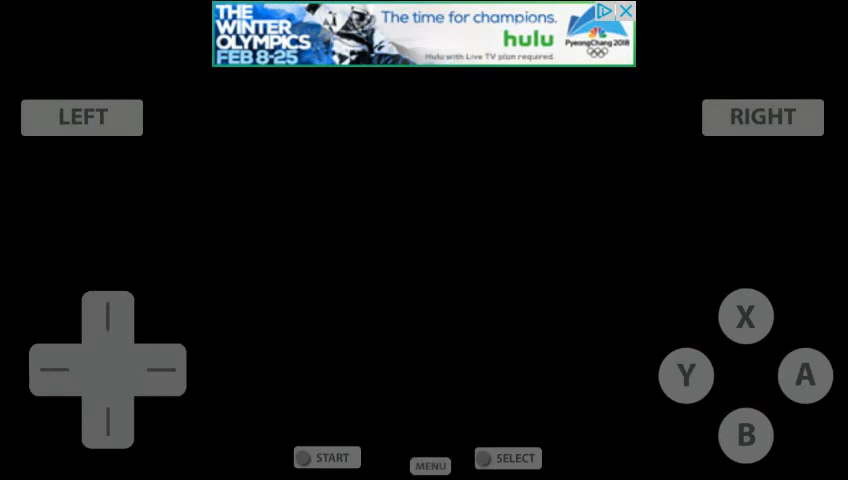 THE
WINTER
OLYMPICS
FEB 8-25
The time for champions.
hulu
Hulu with Live TV plan required.
PyeongChang 2018
LEFT
RIGHT
X
Y
A
B
START
MENU
SELECT